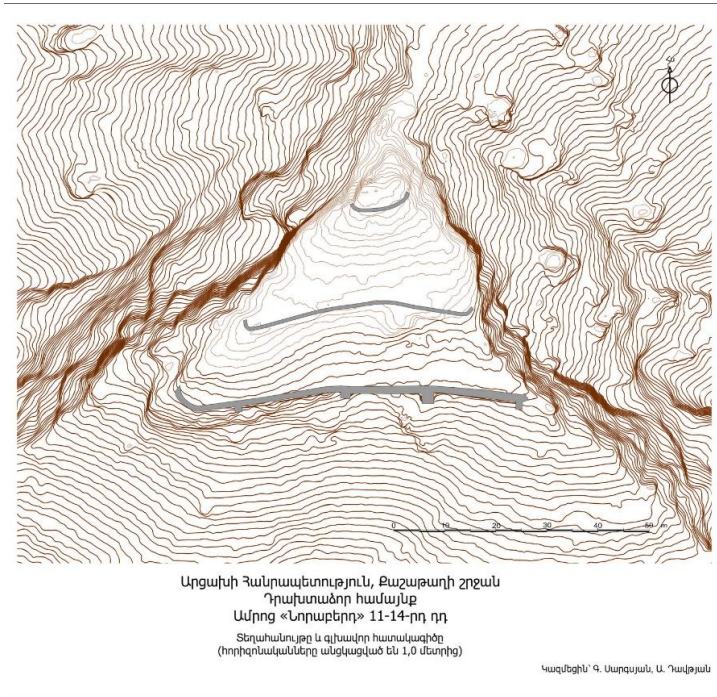 Հս
0 10 20 30 40 50 m
Արցախի Հանրապետություն, Քաշաթաղի շրջան
Դրախտաձոր համայնք
Ամրոց «Նորաբերդ» 11-14-րդ դդ
Տեղահանույթը և գլխավոր հատակագիծը
(հորիզոնականները անցկացված են 1,0 մետրից)
Կազմեցին՝ Գ. Սարգսյան, Ա. Դավթյան